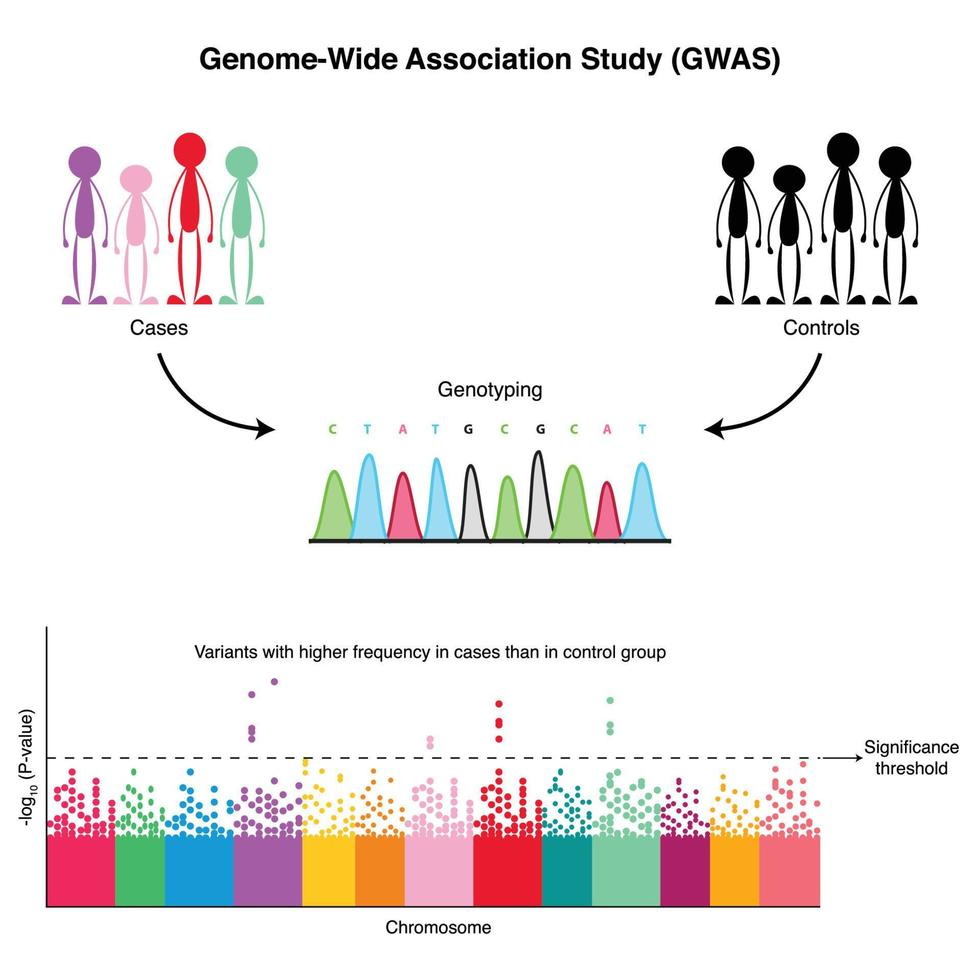 Genome-Wide Association Study (GWAS)
Cases
Controls
Genotyping
C T A T G C G C A T
Variants with higher frequency in cases than in control group
-log10 (P-value)
Significance
threshold
Chromosome